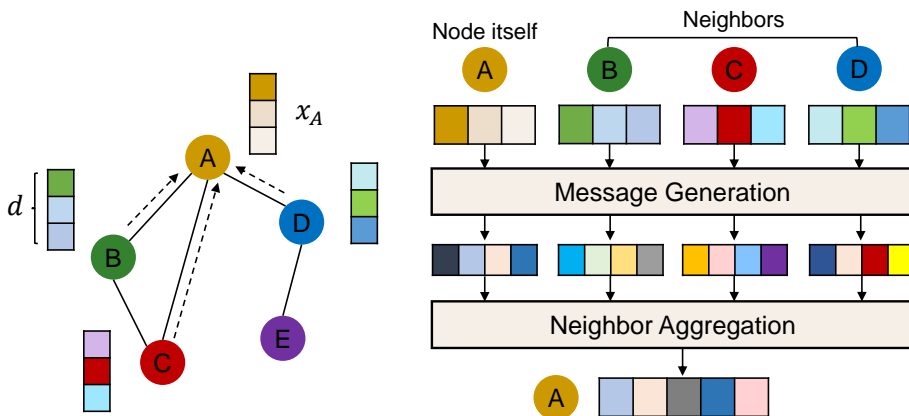 x_A
A
d
D
B
C
E
Node itself
Neighbors
A
B
C
D
Message Generation
Neighbor Aggregation
A